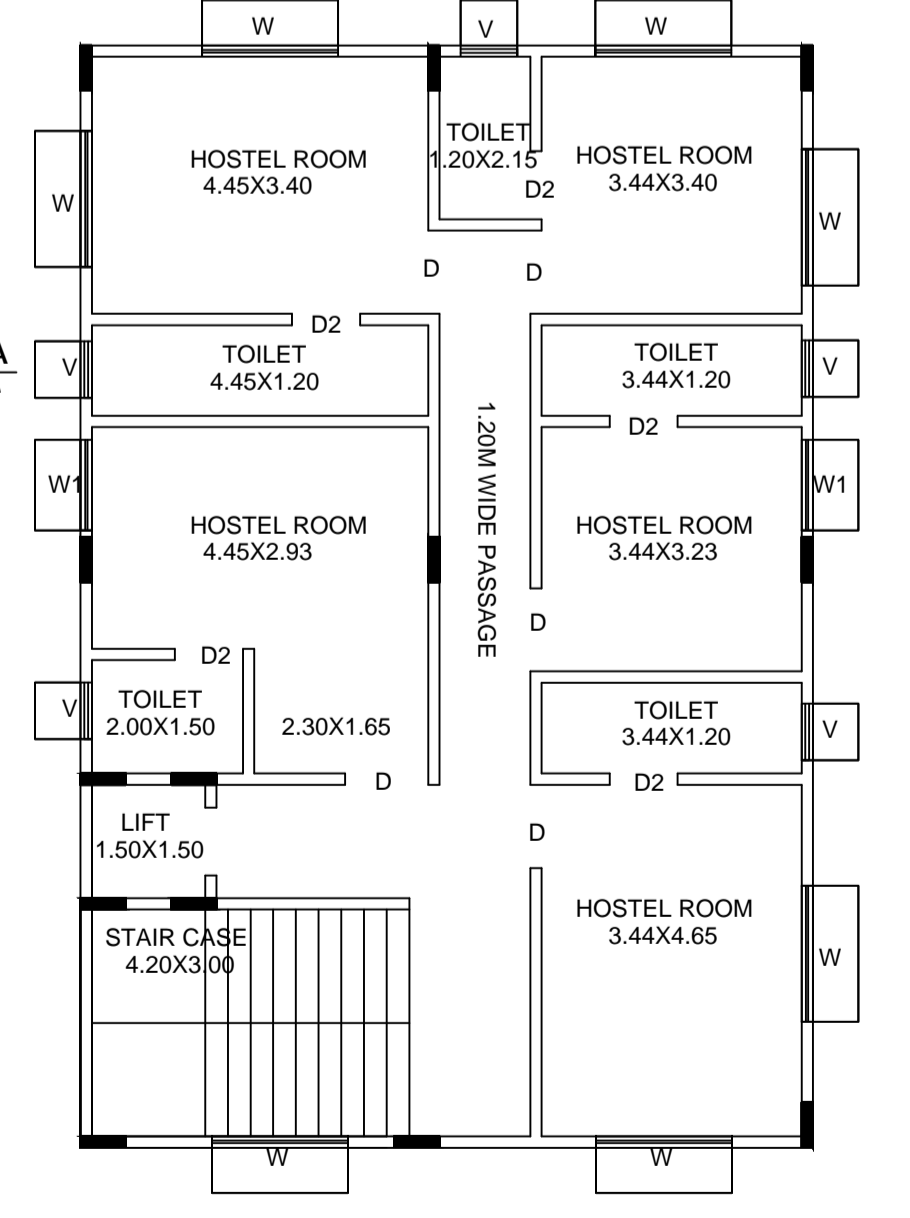 W
V
W
TOILET
1.20X2.15
HOSTEL ROOM
4.45X3.40
HOSTEL ROOM
3.44X3.40
D2
W
W
D
D
D2
A
TOILET
4.45X1.20
TOILET
3.44X1.20
V
V
D2
1.20M WIDE PASSAGE
W1
W1
HOSTEL ROOM
4.45X2.93
HOSTEL ROOM
3.44X3.23
D
D2
TOILET
2.00X1.50
2.30X1.65
V
TOILET
3.44X1.20
V
D
D2
LIFT
1.50X1.50
D
HOSTEL ROOM
3.44X4.65
STAIR CASE
4.20X3.00
W
W
W